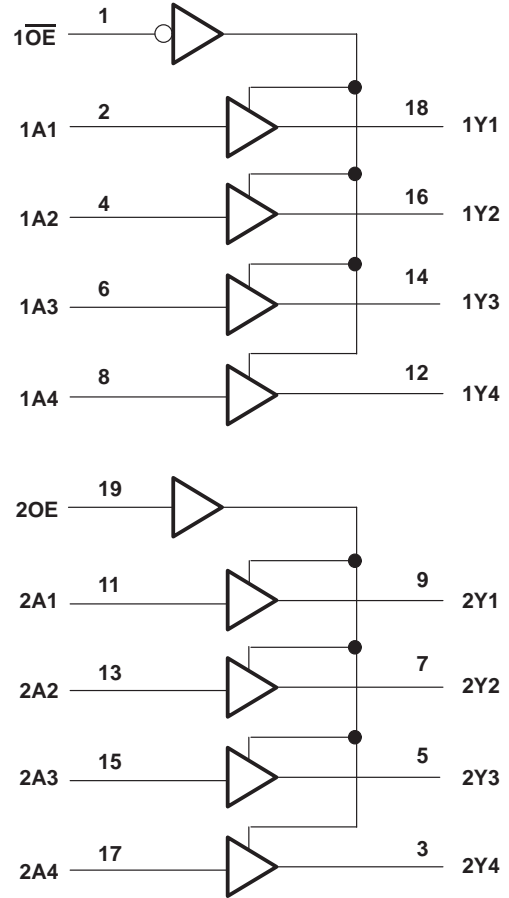 1O̅E̅ 1
1A1 2 18 1Y1
1A2 4 16 1Y2
1A3 6 14 1Y3
1A4 8 12 1Y4
2OE 19
2A1 11 9 2Y1
2A2 13 7 2Y2
2A3 15 5 2Y3
2A4 17 3 2Y4